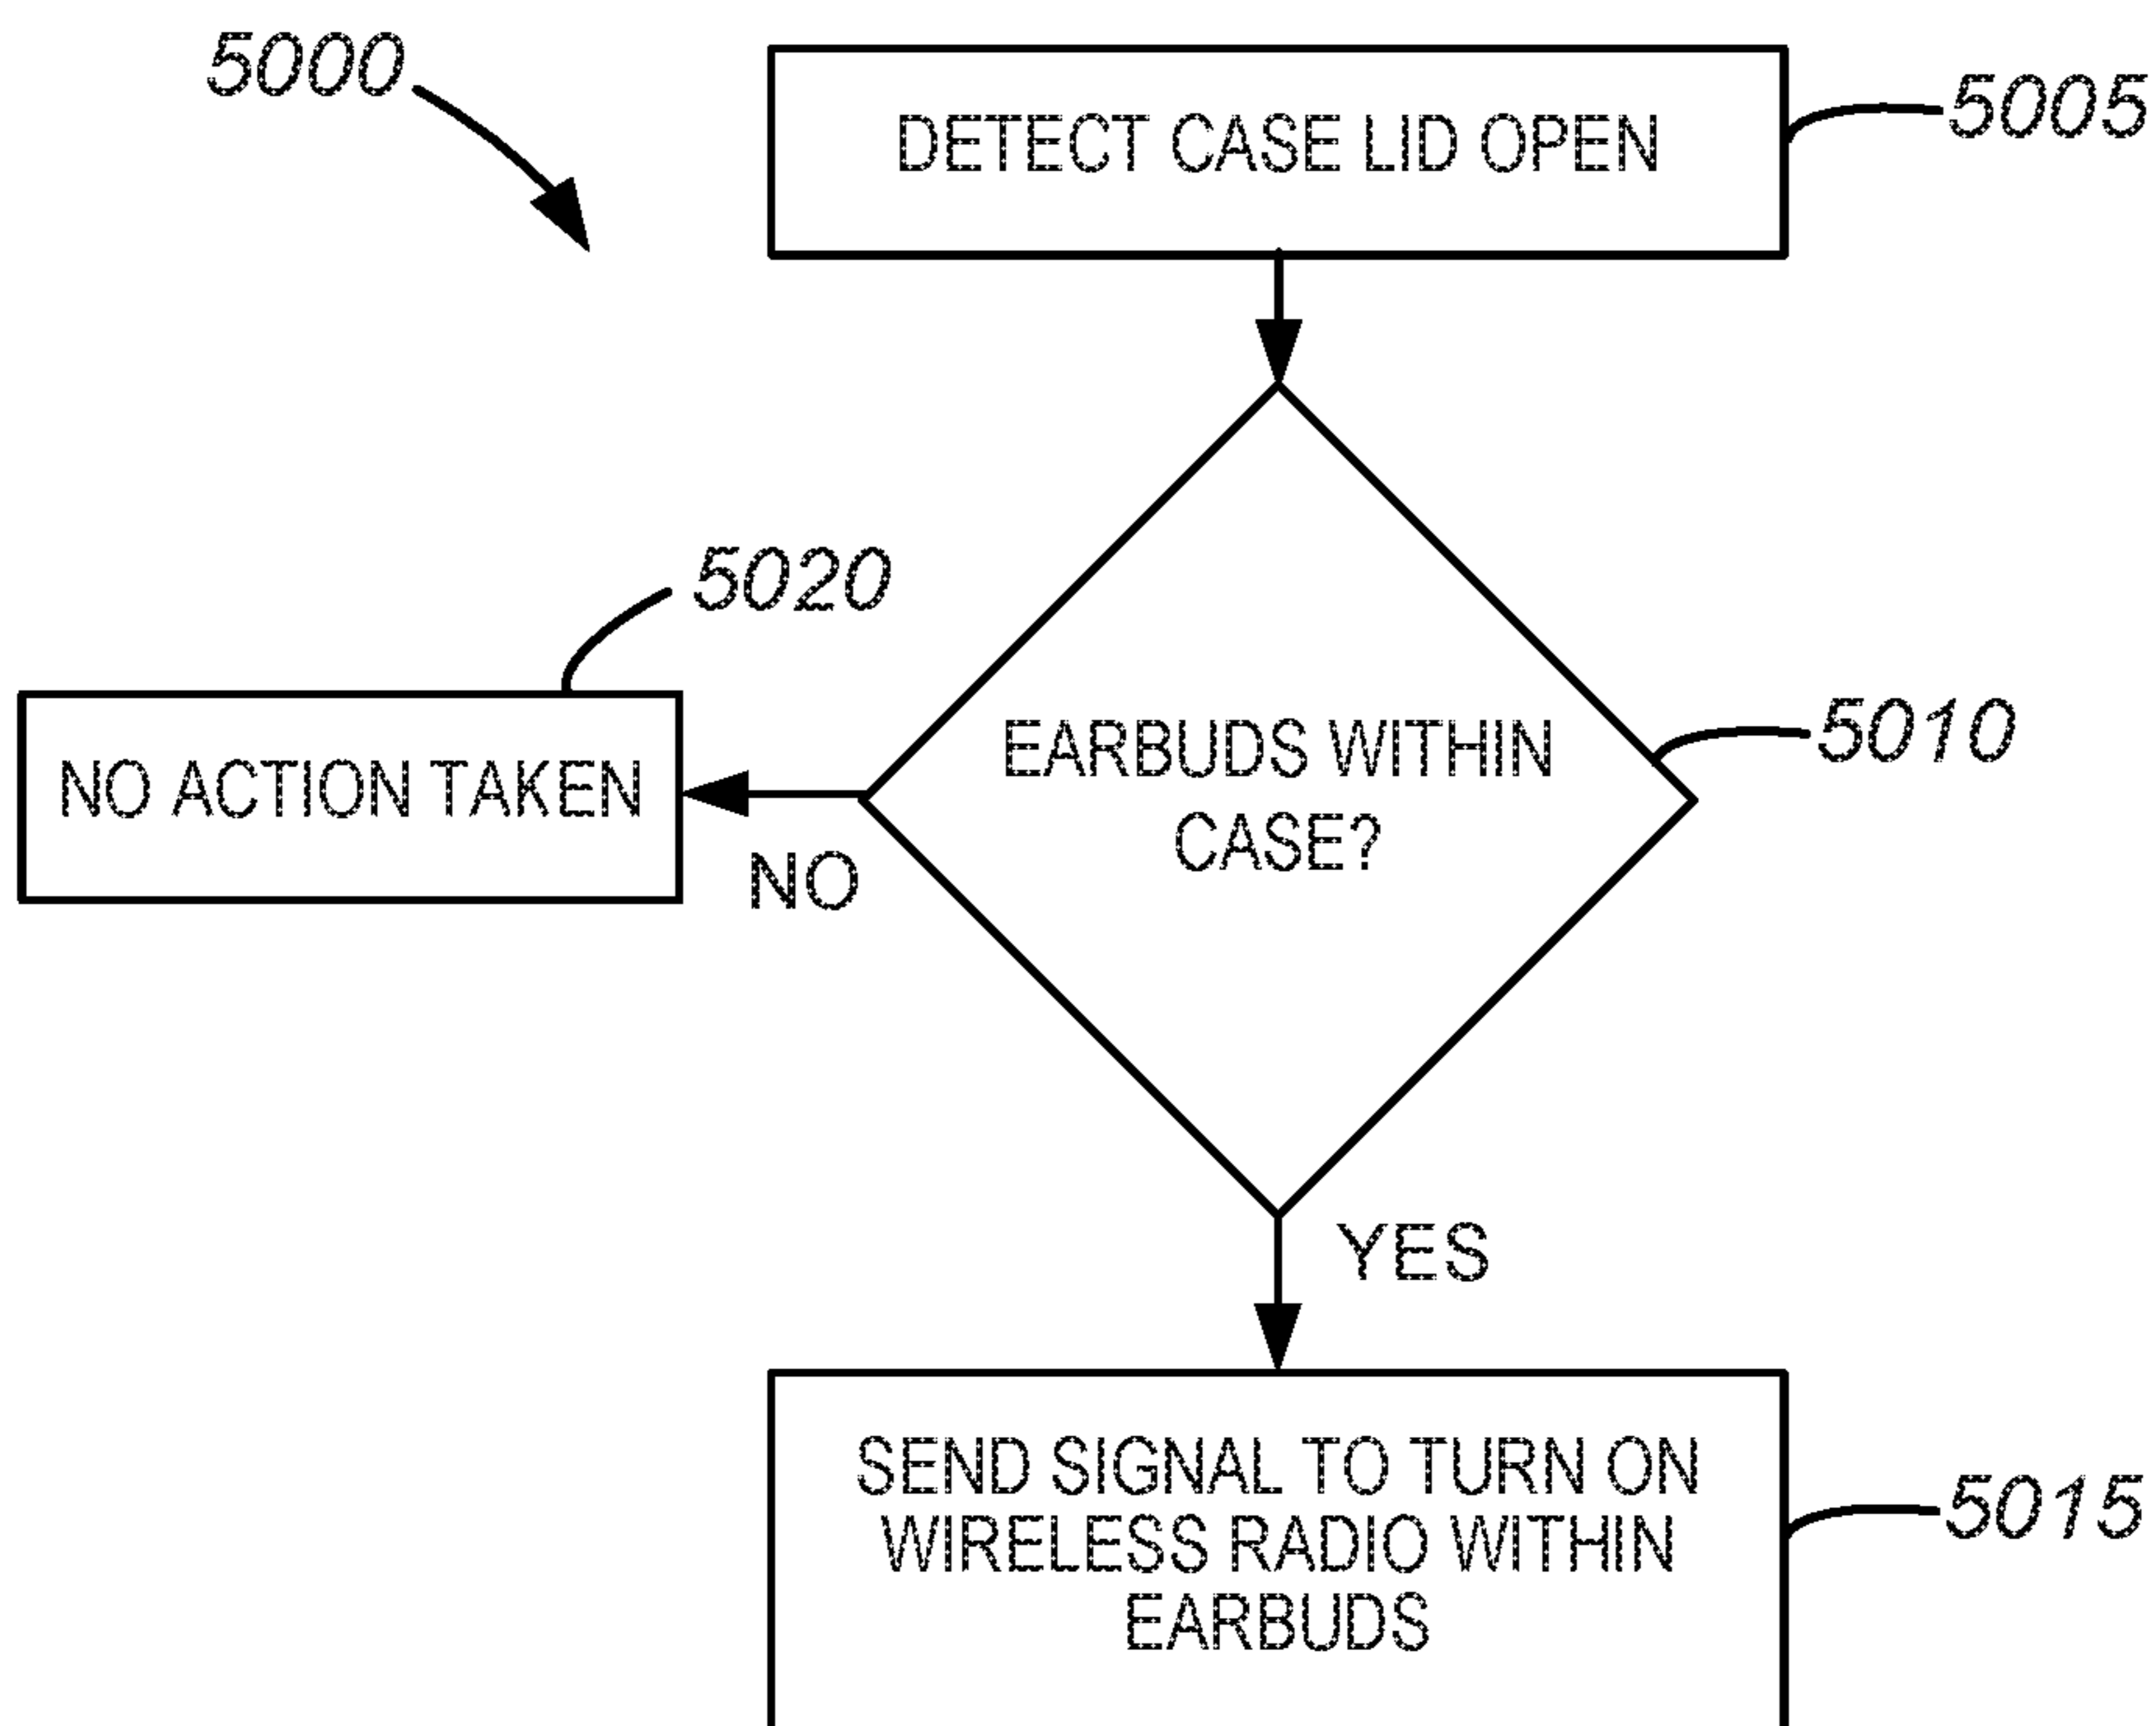 5000
DETECT CASE LID OPEN
5005
5020
NO ACTION TAKEN
NO
EARBUDS WITHIN
CASE?
5010
YES
SEND SIGNAL TO TURN ON
WIRELESS RADIO WITHIN
EARBUDS
5015